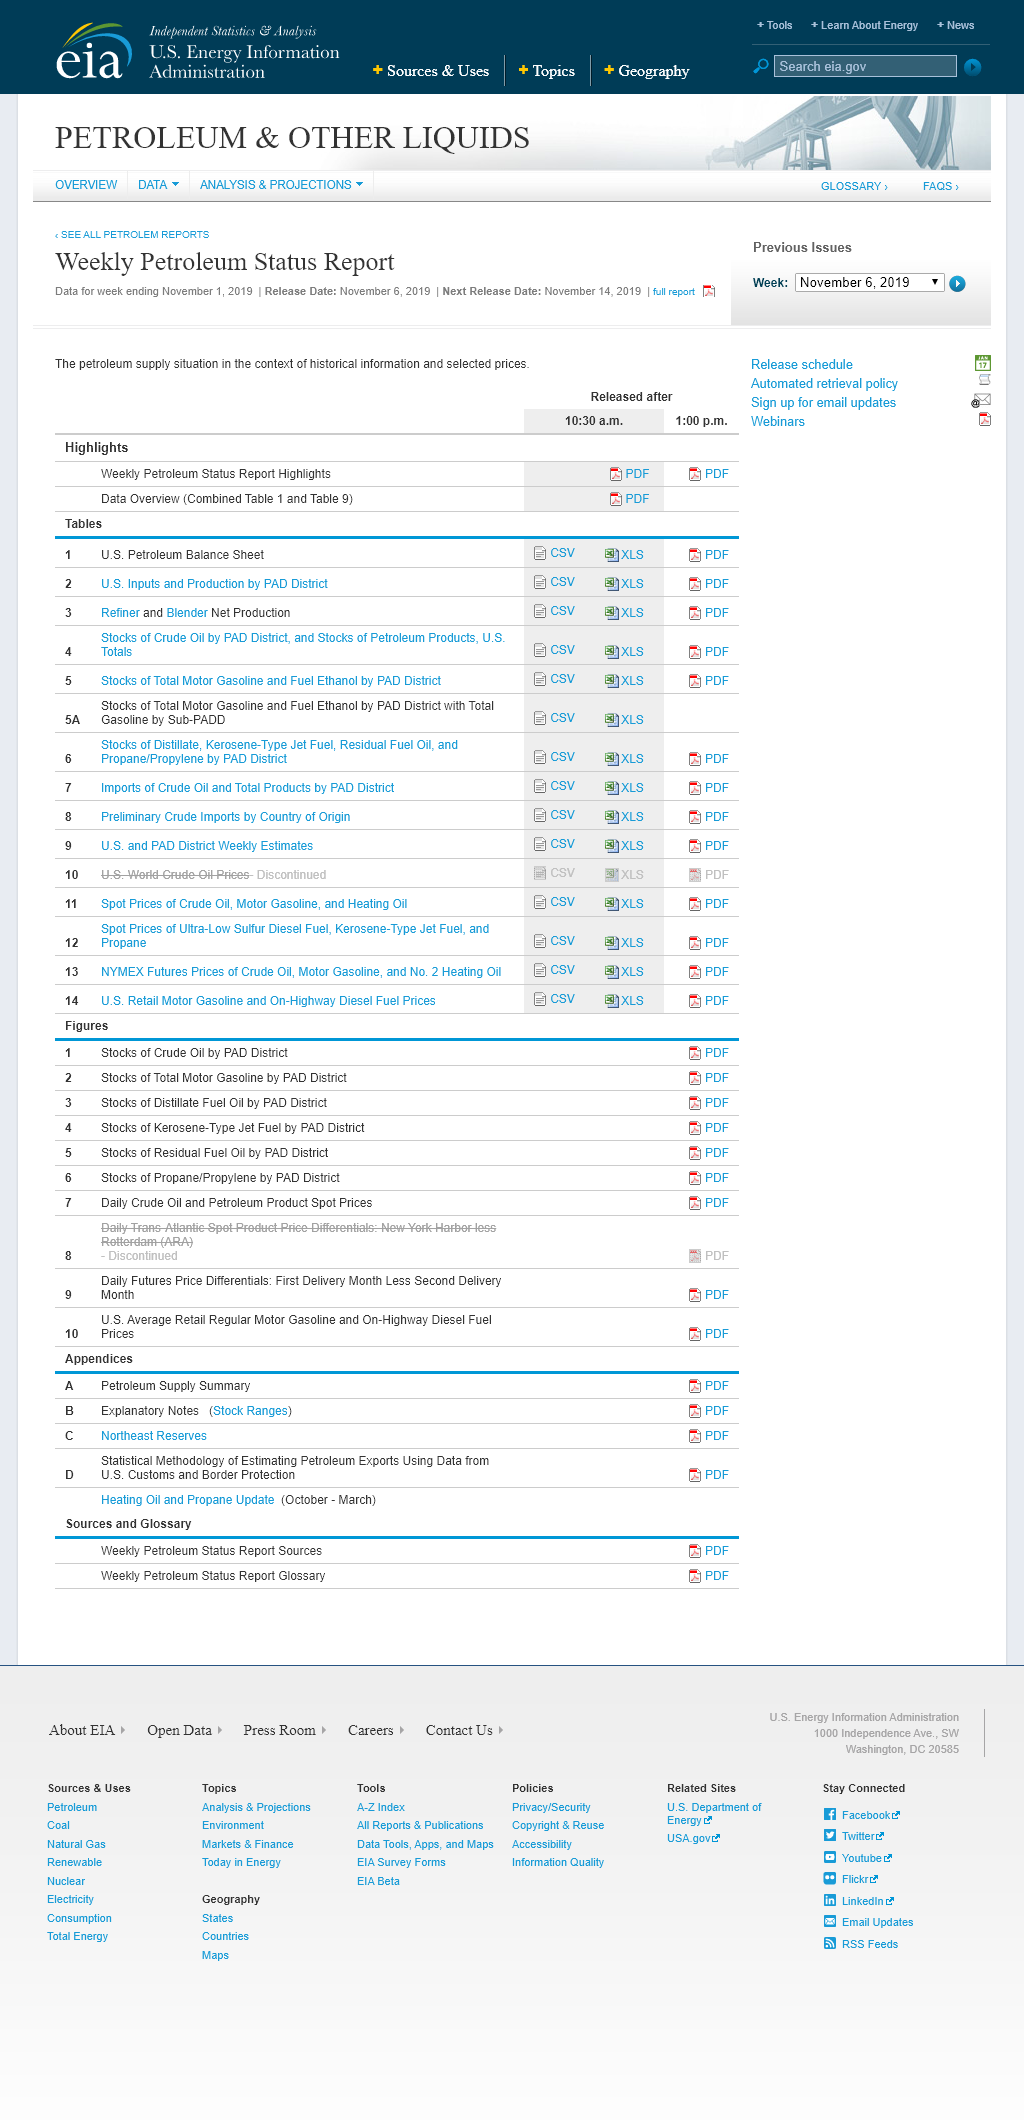 Independent Statistics & Analysis
eia U.S. Energy Information
Administration
+ Tools + Learn About Energy + News
+ Sources & Uses + Topics + Geography
Search eia.gov
PETROLEUM & OTHER LIQUIDS
OVERVIEW DATA ANALYSIS & PROJECTIONS GLOSSARY › FAQS ›
‹ SEE ALL PETROLEM REPORTS
Weekly Petroleum Status Report
Data for week ending November 1, 2019 | Release Date: November 6, 2019 | Next Release Date: November 14, 2019 | full report
Previous Issues
Week: November 6, 2019
The petroleum supply situation in the context of historical information and selected prices.
Release schedule
JAN 17
Automated retrieval policy
Sign up for email updates
Webinars
Released after
10:30 a.m. 1:00 p.m.
Highlights
Weekly Petroleum Status Report Highlights PDF PDF
Data Overview (Combined Table 1 and Table 9) PDF
Tables
1 U.S. Petroleum Balance Sheet CSV XLS PDF
2 U.S. Inputs and Production by PAD District CSV XLS PDF
3 Refiner and Blender Net Production CSV XLS PDF
Stocks of Crude Oil by PAD District, and Stocks of Petroleum Products, U.S.
4 Totals CSV XLS PDF
5 Stocks of Total Motor Gasoline and Fuel Ethanol by PAD District CSV XLS PDF
Stocks of Total Motor Gasoline and Fuel Ethanol by PAD District with Total
5A Gasoline by Sub-PADD CSV XLS
Stocks of Distillate, Kerosene-Type Jet Fuel, Residual Fuel Oil, and
6 Propane/Propylene by PAD District CSV XLS PDF
7 Imports of Crude Oil and Total Products by PAD District CSV XLS PDF
8 Preliminary Crude Imports by Country of Origin CSV XLS PDF
9 U.S. and PAD District Weekly Estimates CSV XLS PDF
10 U.S. World Crude Oil Prices - Discontinued CSV XLS PDF
11 Spot Prices of Crude Oil, Motor Gasoline, and Heating Oil CSV XLS PDF
Spot Prices of Ultra-Low Sulfur Diesel Fuel, Kerosene-Type Jet Fuel, and
12 Propane CSV XLS PDF
13 NYMEX Futures Prices of Crude Oil, Motor Gasoline, and No. 2 Heating Oil CSV XLS PDF
14 U.S. Retail Motor Gasoline and On-Highway Diesel Fuel Prices CSV XLS PDF
Figures
1 Stocks of Crude Oil by PAD District PDF
2 Stocks of Total Motor Gasoline by PAD District PDF
3 Stocks of Distillate Fuel Oil by PAD District PDF
4 Stocks of Kerosene-Type Jet Fuel by PAD District PDF
5 Stocks of Residual Fuel Oil by PAD District PDF
6 Stocks of Propane/Propylene by PAD District PDF
7 Daily Crude Oil and Petroleum Product Spot Prices PDF
Daily Trans-Atlantic Spot Product Price Differentials: New York Harbor less
Rotterdam (ARA)
8 - Discontinued PDF
Daily Futures Price Differentials: First Delivery Month Less Second Delivery
9 Month PDF
U.S. Average Retail Regular Motor Gasoline and On-Highway Diesel Fuel
10 Prices PDF
Appendices
A Petroleum Supply Summary PDF
B Explanatory Notes (Stock Ranges) PDF
C Northeast Reserves PDF
Statistical Methodology of Estimating Petroleum Exports Using Data from
D U.S. Customs and Border Protection PDF
Heating Oil and Propane Update (October - March)
Sources and Glossary
Weekly Petroleum Status Report Sources PDF
Weekly Petroleum Status Report Glossary PDF
About EIA Open Data Press Room Careers Contact Us
U.S. Energy Information Administration
1000 Independence Ave., SW
Washington, DC 20585
Sources & Uses
Petroleum
Coal
Natural Gas
Renewable
Nuclear
Electricity
Consumption
Total Energy
Topics
Analysis & Projections
Environment
Markets & Finance
Today in Energy
Geography
States
Countries
Maps
Tools
A-Z Index
All Reports & Publications
Data Tools, Apps, and Maps
EIA Survey Forms
EIA Beta
Policies
Privacy/Security
Copyright & Reuse
Accessibility
Information Quality
Related Sites
U.S. Department of
Energy
USA.gov
Stay Connected
Facebook
Twitter
Youtube
Flickr
LinkedIn
Email Updates
RSS Feeds